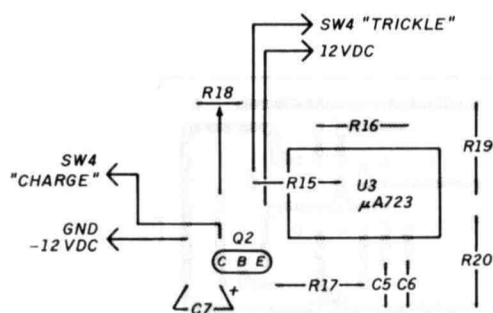 SW4 "TRICKLE"
12VDC
R18
R16
R19
SW4
"CHARGE"
R15
U3
µA723
GND
-12VDC
Q2
C B E
R20
+
R17
C5 C6
C7